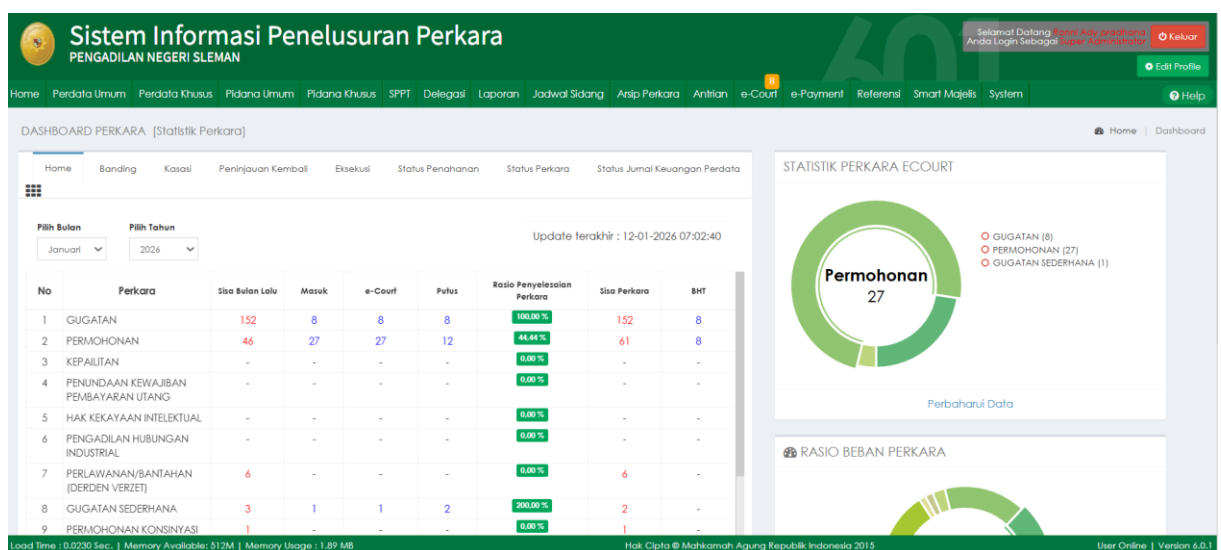 Sistem Informasi Penelusuran Perkara
PENGADILAN NEGERI SLEMAN
601
Selamat Datang Ronni Ady pradhana
Anda Login Sebagai Super Administrator
Keluar
Edit Profile
8
Home Perdata Umum Perdata Khusus Pidana Umum Pidana Khusus SPPT Delegasi Laporan Jadwal Sidang Arsip Perkara Antrian e-Court e-Payment Referensi Smart Majelis System Help
DASHBOARD PERKARA [Statistik Perkara]
Home | Dashboard
Home Banding Kasasi Peninjauan Kembali Eksekusi Status Penahanan Status Perkara Status Jurnal Keuangan Perdata
Pilih Bulan Pilih Tahun
Januari 2026
Update terakhir : 12-01-2026 07:02:40
No Perkara Sisa Bulan Lalu Masuk e-Court Putus Rasio Penyelesaian Perkara Sisa Perkara BHT
1 GUGATAN 152 8 8 8 100,00 % 152 8
2 PERMOHONAN 46 27 27 12 44,44 % 61 8
3 KEPAILITAN - - - - 0,00 % - -
4 PENUNDAAN KEWAJIBAN - - - - 0,00 % - -
PEMBAYARAN UTANG
5 HAK KEKAYAAN INTELEKTUAL - - - - 0,00 % - -
6 PENGADILAN HUBUNGAN - - - - 0,00 % - -
INDUSTRIAL
7 PERLAWANAN/BANTAHAN 6 - - - 0,00 % 6 -
(DERDEN VERZET)
8 GUGATAN SEDERHANA 3 1 1 2 200,00 % 2 -
9 PERMOHONAN KONSINYASI 1 - - - 0,00 % 1 -
STATISTIK PERKARA ECOURT
Permohonan
27
GUGATAN (8)
PERMOHONAN (27)
GUGATAN SEDERHANA (1)
Perbaharui Data
RASIO BEBAN PERKARA
Load Time : 0.0230 Sec. | Memory Available: 512M | Memory Usage : 1.89 MB
Hak Cipta @ Mahkamah Agung Republik Indonesia 2015
User Online | Version 6.0.1